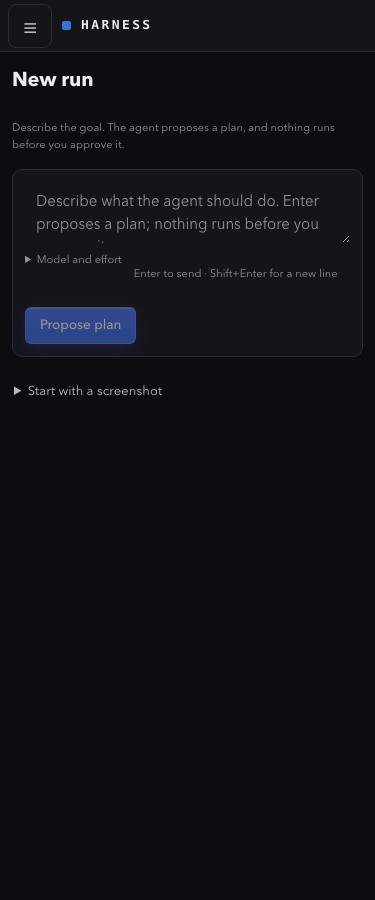 HARNESS
New run
Describe the goal. The agent proposes a plan, and nothing runs
before you approve it.
Describe what the agent should do. Enter
proposes a plan; nothing runs before you
Model and effort
Enter to send · Shift+Enter for a new line
Propose plan
Start with a screenshot